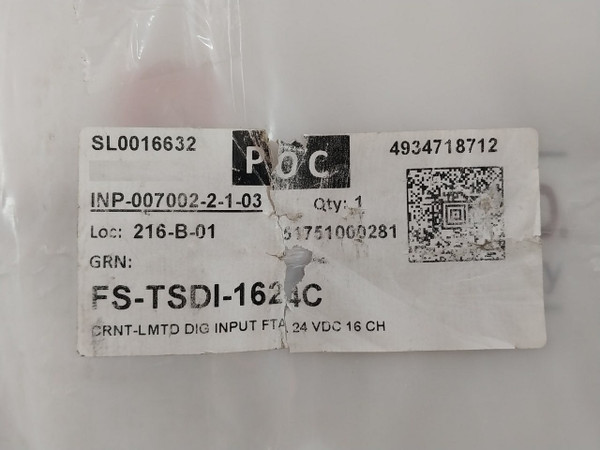 SL0016632
POC
4934718712
INP-007002-2-1-03
Qty: 1
Loc: 216-B-01
51751000281
GRN:
FS-TSDI-1624C
CRNT-LMTD DIG INPUT FTA, 24 VDC 16 CH